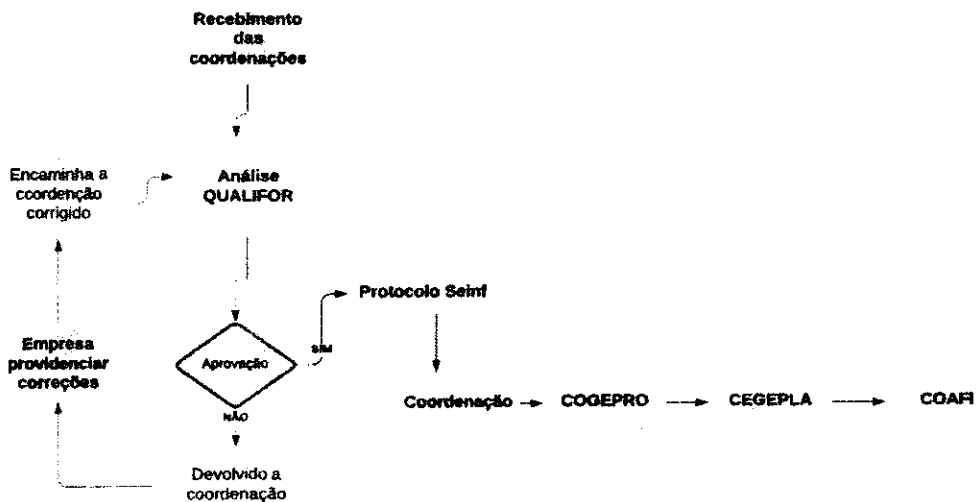 Recebimento
das
coordenações
Encaminha a
ccordenção
corrigido
Análise
QUALIFOR
Protocolo Seinf
Empresa
providenciar
correções
Aprovação
SIM
NÃO
Coordenação
COGEPRO
CEGEPLA
COAFI
Devolvido a
coordenação